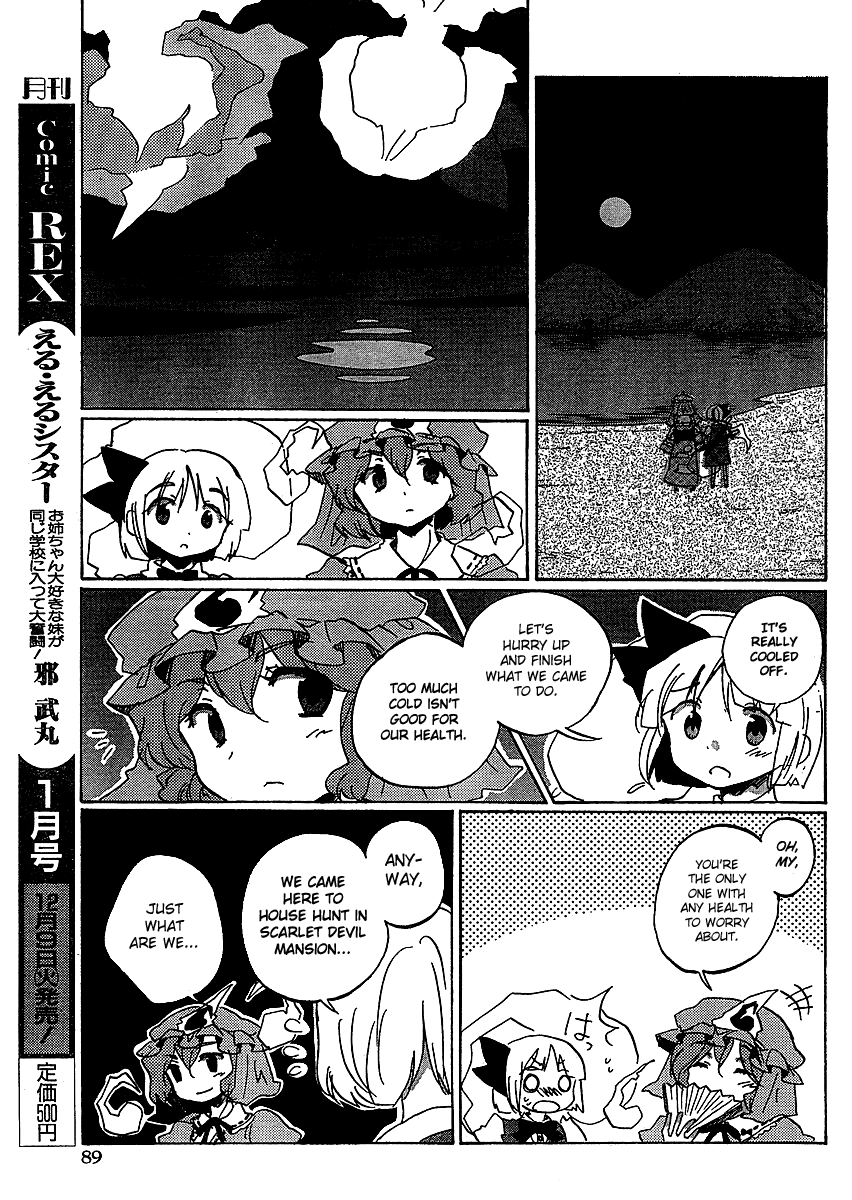 IT'S
REALLY
COOLED
OFF.
LET'S
HURRY UP
AND FINISH
WHAT WE CAME
TO DO.
TOO MUCH
COLD ISN'T
GOOD FOR
OUR HEALTH.
OH,
MY,
YOU'RE
THE ONLY
ONE WITH
ANY HEALTH
TO WORRY
ABOUT.
はっ
ANY-
WAY,
WE CAME
HERE TO
HOUSE HUNT IN
SCARLET DEVIL
MANSION...
JUST
WHAT
ARE WE...
月刊
Comic REX
える・えるシスター
お姉ちゃん大好きな妹が
同じ学校に入って大奮闘!
邪 武丸
1月号
12月9日火発売!
定価500円
89